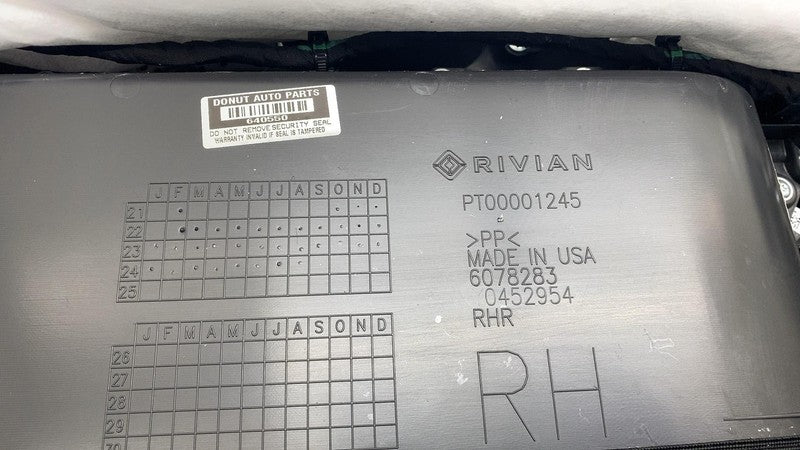 DONUT AUTO PARTS
640550
DO NOT REMOVE SECURITY SEAL
WARRANTY INVALID IF SEAL IS TAMPERED
RIVIAN
PT00001245
>PP<
MADE IN USA
6078283
0452954
RHR
RH
J F M A M J J A S O N D
21
22
23
24
25
J F M A M J J A S O N D
26
27
28
29
30